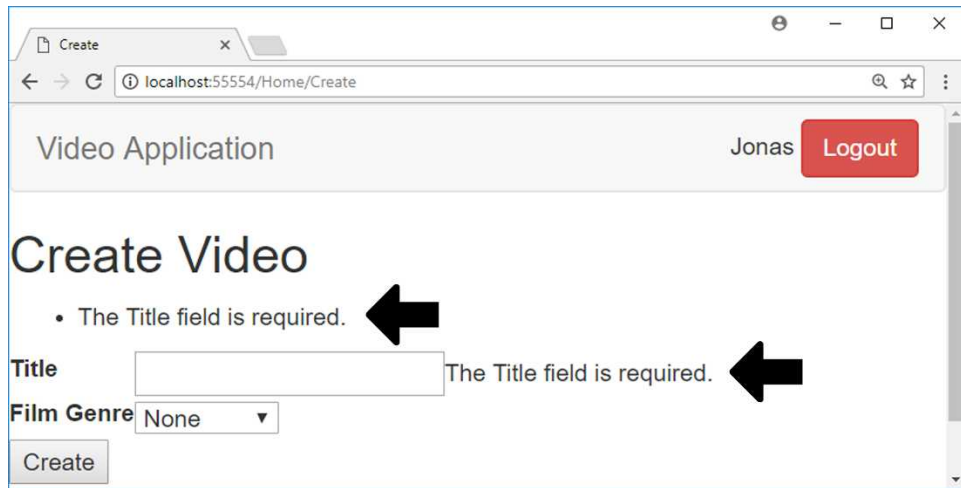 Create
localhost:55554/Home/Create
Video Application Jonas Logout
Create Video
• The Title field is required.
Title The Title field is required.
Film Genre None
Create